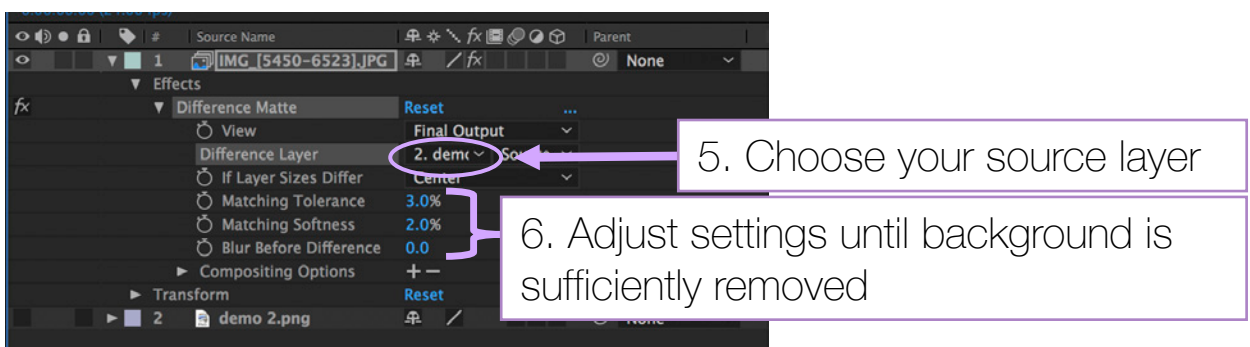 # Source Name fx Parent
1 IMG_[5450-6523].JPG fx None
Effects
fx Difference Matte Reset ...
View Final Output
Difference Layer 2. demo
5. Choose your source layer
If Layer Sizes Differ Center
Matching Tolerance 3.0%
Matching Softness 2.0%
6. Adjust settings until background is
sufficiently removed
Blur Before Difference 0.0
Compositing Options + −
Transform Reset
2 demo 2.png